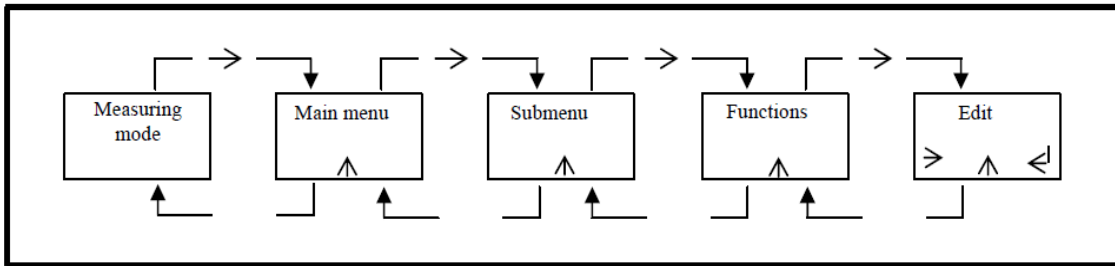 Measuring
mode
Main menu
Submenu
Functions
Edit